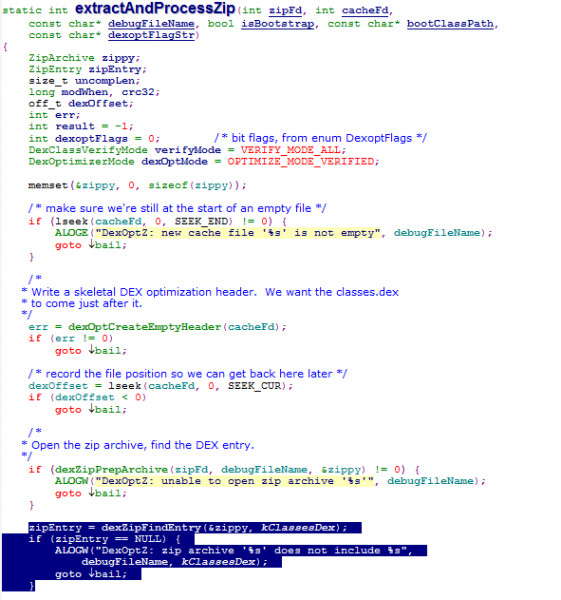 static int extractAndProcessZip(int zipFd, int cacheFd,
const char* debugFileName, bool isBootstrap, const char* bootClassPath,
const char* dexoptFlagStr)
{
ZipArchive zippy;
ZipEntry zipEntry;
size_t uncompLen;
long modWhen, crc32;
off_t dexOffset;
int err;
int result = -1;
int dexoptFlags = 0; /* bit flags, from enum DexoptFlags */
DexClassVerifyMode verifyMode = VERIFY_MODE_ALL;
DexOptimizerMode dexOptMode = OPTIMIZE_MODE_VERIFIED;
memset(&zippy, 0, sizeof(zippy));
/* make sure we're still at the start of an empty file */
if (lseek(cacheFd, 0, SEEK_END) != 0) {
ALOGE("DexOptZ: new cache file '%s' is not empty", debugFileName);
goto ↓bail;
}
/*
* Write a skeletal DEX optimization header. We want the classes.dex
* to come just after it.
*/
err = dexOptCreateEmptyHeader(cacheFd);
if (err != 0)
goto ↓bail;
/* record the file position so we can get back here later */
dexOffset = lseek(cacheFd, 0, SEEK_CUR);
if (dexOffset < 0)
goto ↓bail;
/*
* Open the zip archive, find the DEX entry.
*/
if (dexZipPrepArchive(zipFd, debugFileName, &zippy) != 0) {
ALOGW("DexOptZ: unable to open zip archive '%s'", debugFileName);
goto ↓bail;
}
zipEntry = dexZipFindEntry(&zippy, kClassesDex);
if (zipEntry == NULL) {
ALOGW("DexOptZ: zip archive '%s' does not include %s",
debugFileName, kClassesDex);
goto ↓bail;
}